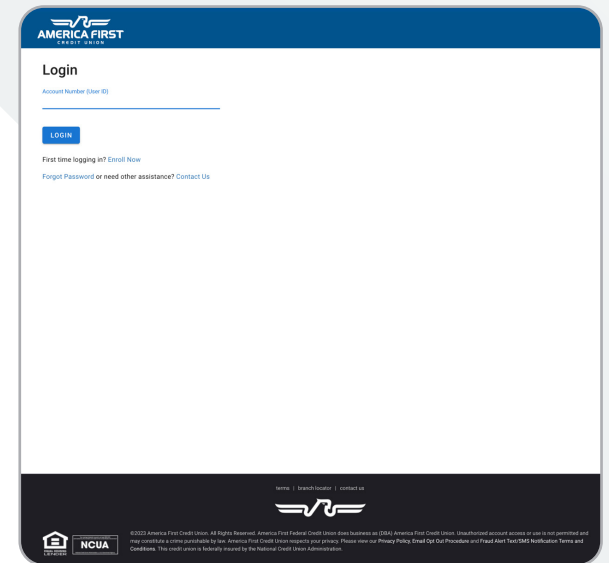 AMERICA FIRST
CREDIT UNION
Login
Account Number (User ID)
LOGIN
First time logging in? Enroll Now
Forgot Password or need other assistance? Contact Us
terms | branch locator | contact us
©2023 America First Credit Union. All Rights Reserved. America First Federal Credit Union does business as (DBA) America First Credit Union. Unauthorized account access or use is not permitted and
may constitute a crime punishable by law. America First Credit Union respects your privacy. Please view our Privacy Policy, Email Opt Out Procedure and Fraud Alert Text/SMS Notification Terms and
Conditions. This credit union is federally insured by the National Credit Union Administration.
EQUAL HOUSING
LENDER
NCUA